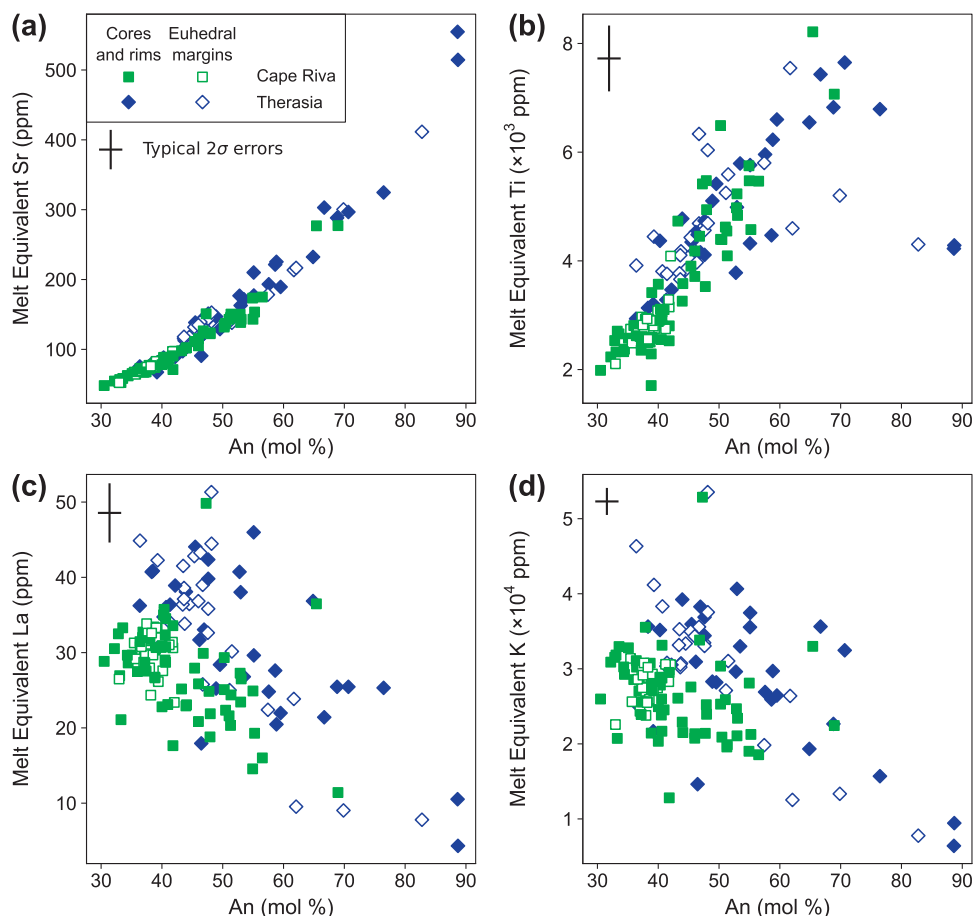 (a)
Cores and rims
Euhedral margins
Cape Riva
Therasia
Typical 2σ errors
Melt Equivalent Sr (ppm)
500
400
300
200
100
30 40 50 60 70 80 90
An (mol %)
(b)
Melt Equivalent Ti (×10³ ppm)
8
6
4
2
30 40 50 60 70 80 90
An (mol %)
(c)
Melt Equivalent La (ppm)
50
40
30
20
10
30 40 50 60 70 80 90
An (mol %)
(d)
Melt Equivalent K (×10⁴ ppm)
5
4
3
2
1
30 40 50 60 70 80 90
An (mol %)